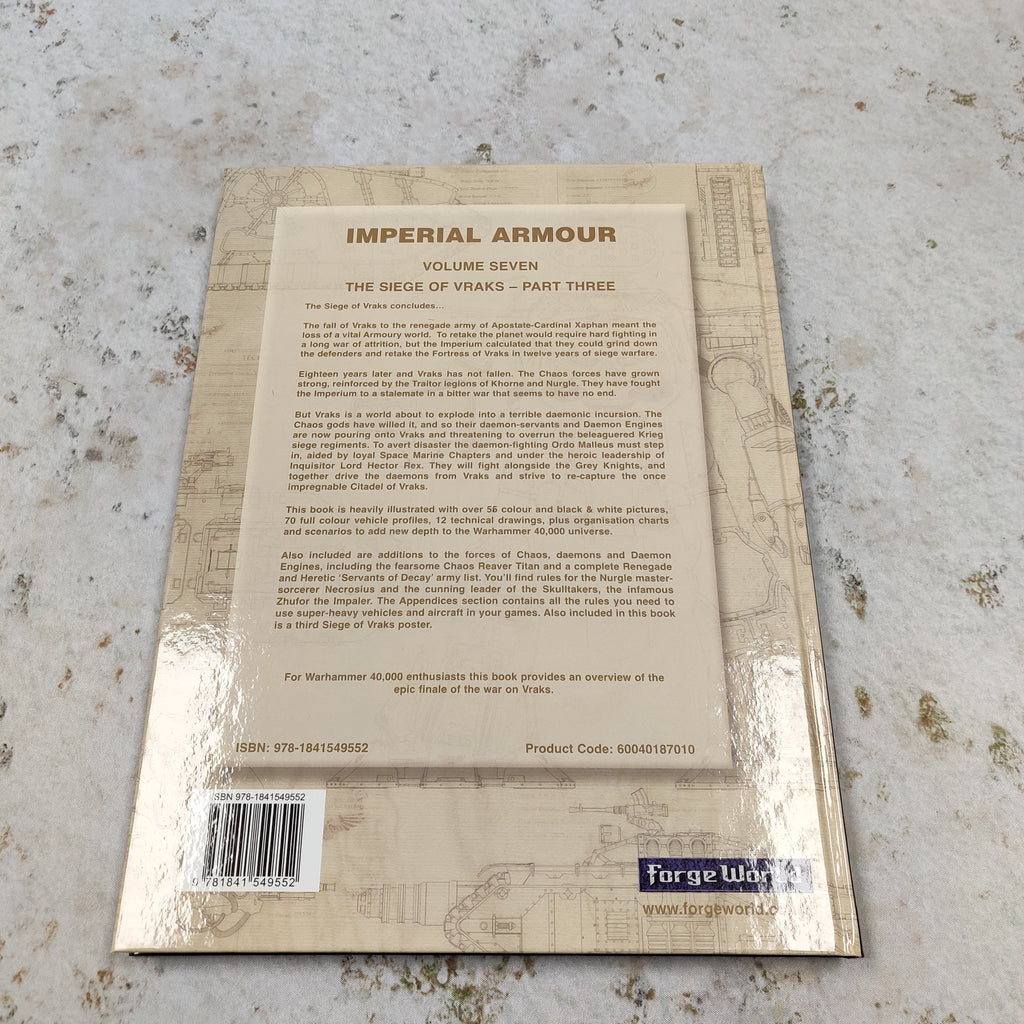 IMPERIAL ARMOUR
VOLUME SEVEN
THE SIEGE OF VRAKS – PART THREE
The Siege of Vraks concludes...
The fall of Vraks to the renegade army of Apostate-Cardinal Xaphan meant the
loss of a vital Armoury world. To retake the planet would require hard fighting in
a long war of attrition, but the Imperium calculated that they could grind down
the defenders and retake the Fortress of Vraks in twelve years of siege warfare.
Eighteen years later and Vraks has not fallen. The Chaos forces have grown
strong, reinforced by the Traitor legions of Khorne and Nurgle. They have fought
the Imperium to a stalemate in a bitter war that seems to have no end.
But Vraks is a world about to explode into a terrible daemonic incursion. The
Chaos gods have willed it, and so their daemon-servants and Daemon Engines
are now pouring onto Vraks and threatening to overrun the beleaguered Krieg
siege regiments. To avert disaster the daemon-fighting Ordo Malleus must step
in, aided by loyal Space Marine Chapters and under the heroic leadership of
Inquisitor Lord Hector Rex. They will fight alongside the Grey Knights, and
together drive the daemons from Vraks and strive to re-capture the once
impregnable Citadel of Vraks.
This book is heavily illustrated with over colour and black & white pictures,
70 full colour vehicle profiles, 12 technical drawings, plus organisation charts
and scenarios to add new depth to the Warhammer 40,000 universe.
Also included are additions to the forces of Chaos, daemons and Daemon
Engines, including the fearsome Chaos Reaver Titan and a complete Renegade
and Heretic ‘Servants of Decay’ army list. You’ll find rules for the Nurgle master-
sorcerer Necrosius and the cunning leader of the Skulltakers, the infamous
Zhufor the Impaler. The Appendices section contains all the rules you need to
use super-heavy vehicles and aircraft in your games. Also included in this book
is a third Siege of Vraks poster.
For Warhammer 40,000 enthusiasts this book provides an overview of the
epic finale of the war on Vraks.
ISBN: 978-1841549552 Product Code: 60040187010
ISBN 978-1841549552
9 781841 549552
Forge World
www.forgeworld.c